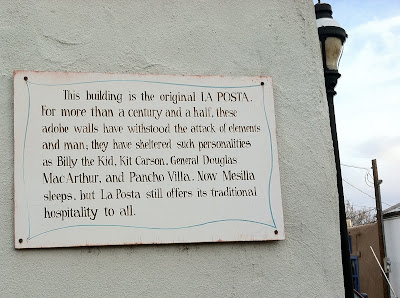 This building is the original LA POSTA.
For more than a century and a half, these
adobe walls have withstood the attack of elements
and man; they have sheltered such personalities
as Billy the Kid, Kit Carson, General Douglas
MacArthur, and Pancho Villa. Now Mesilla
sleeps, but La Posta still offers its traditional
hospitality to all.